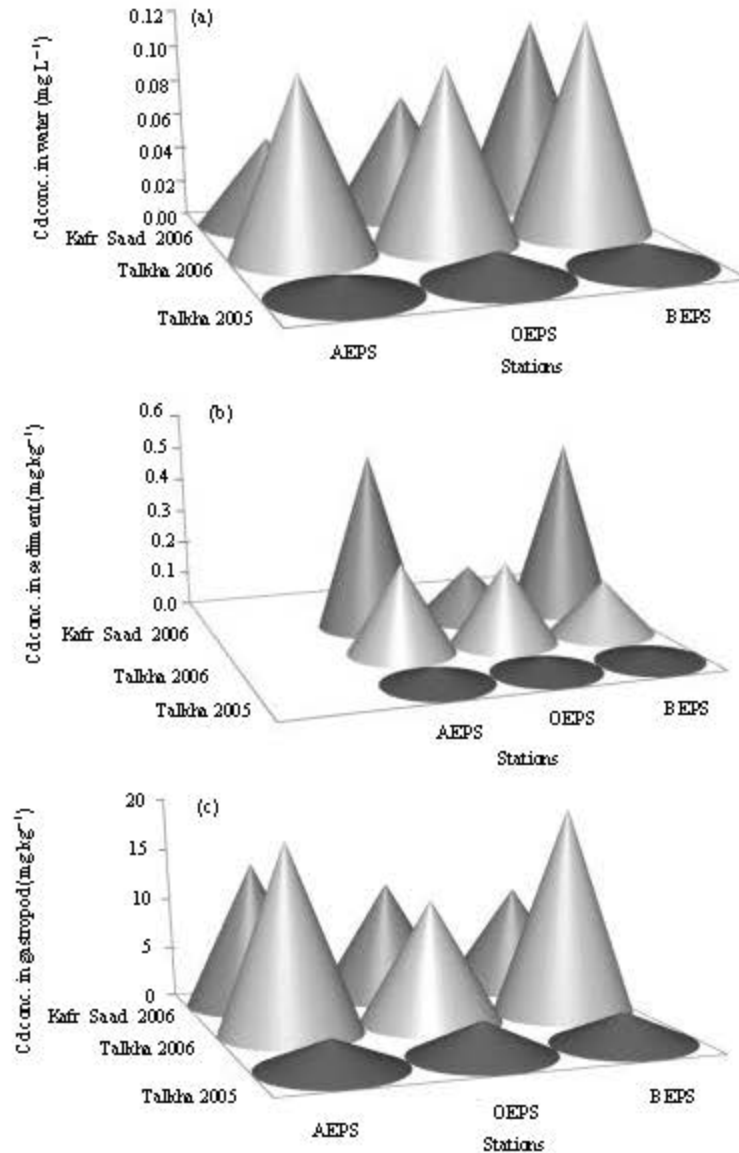 (a)
Cd conc. in water (mg L⁻¹)
0.12
0.10
0.08
0.06
0.04
0.02
0.00
Kafr Saad 2006
Talkha 2006
Talkha 2005
AEPS
OEPS
BEPS
Stations
(b)
Cd conc. in sediment (mg kg⁻¹)
0.6
0.5
0.4
0.3
0.2
0.1
0.0
Kafr Saad 2006
Talkha 2006
Talkha 2005
AEPS
OEPS
BEPS
Stations
(c)
Cd conc. in gastropod (mg kg⁻¹)
20
15
10
5
0
Kafr Saad 2006
Talkha 2006
Talkha 2005
AEPS
OEPS
BEPS
Stations